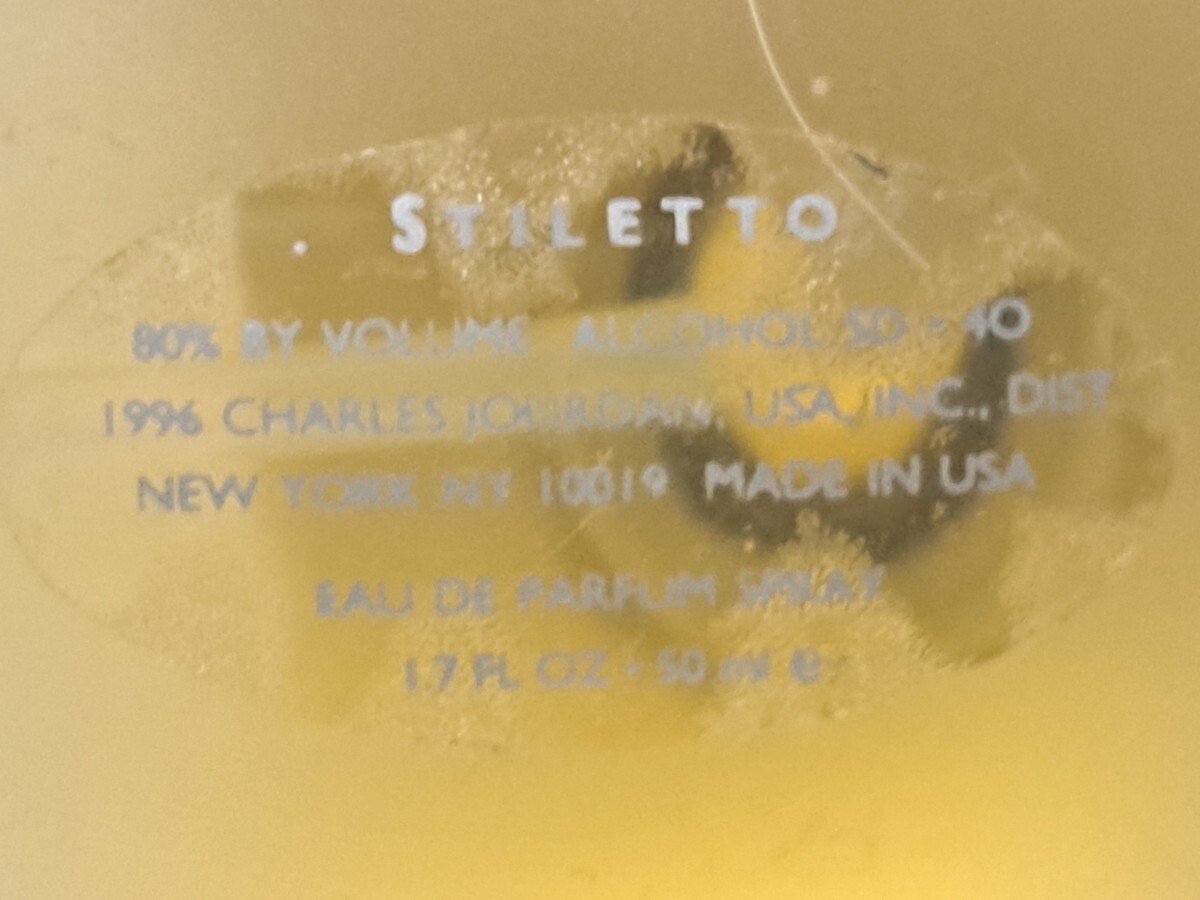 STILETTO
80% BY VOLUME ALCOHOL SD • 40
1996 CHARLES JOURDAN, USA, INC., DIST
NEW YORK NY 10019 MADE IN USA
EAU DE PARFUM SPRAY
1.7 FL OZ • 50 ml ℮